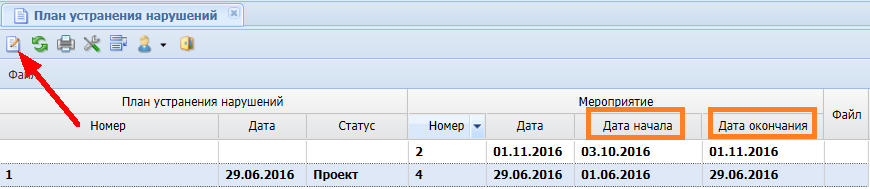 План устранения нарушений
Файл
План устранения нарушений Мероприятие Файл
Номер Дата Статус Номер Дата Дата начала Дата окончания
2 01.11.2016 03.10.2016 01.11.2016
1 29.06.2016 Проект 4 29.06.2016 01.06.2016 29.06.2016